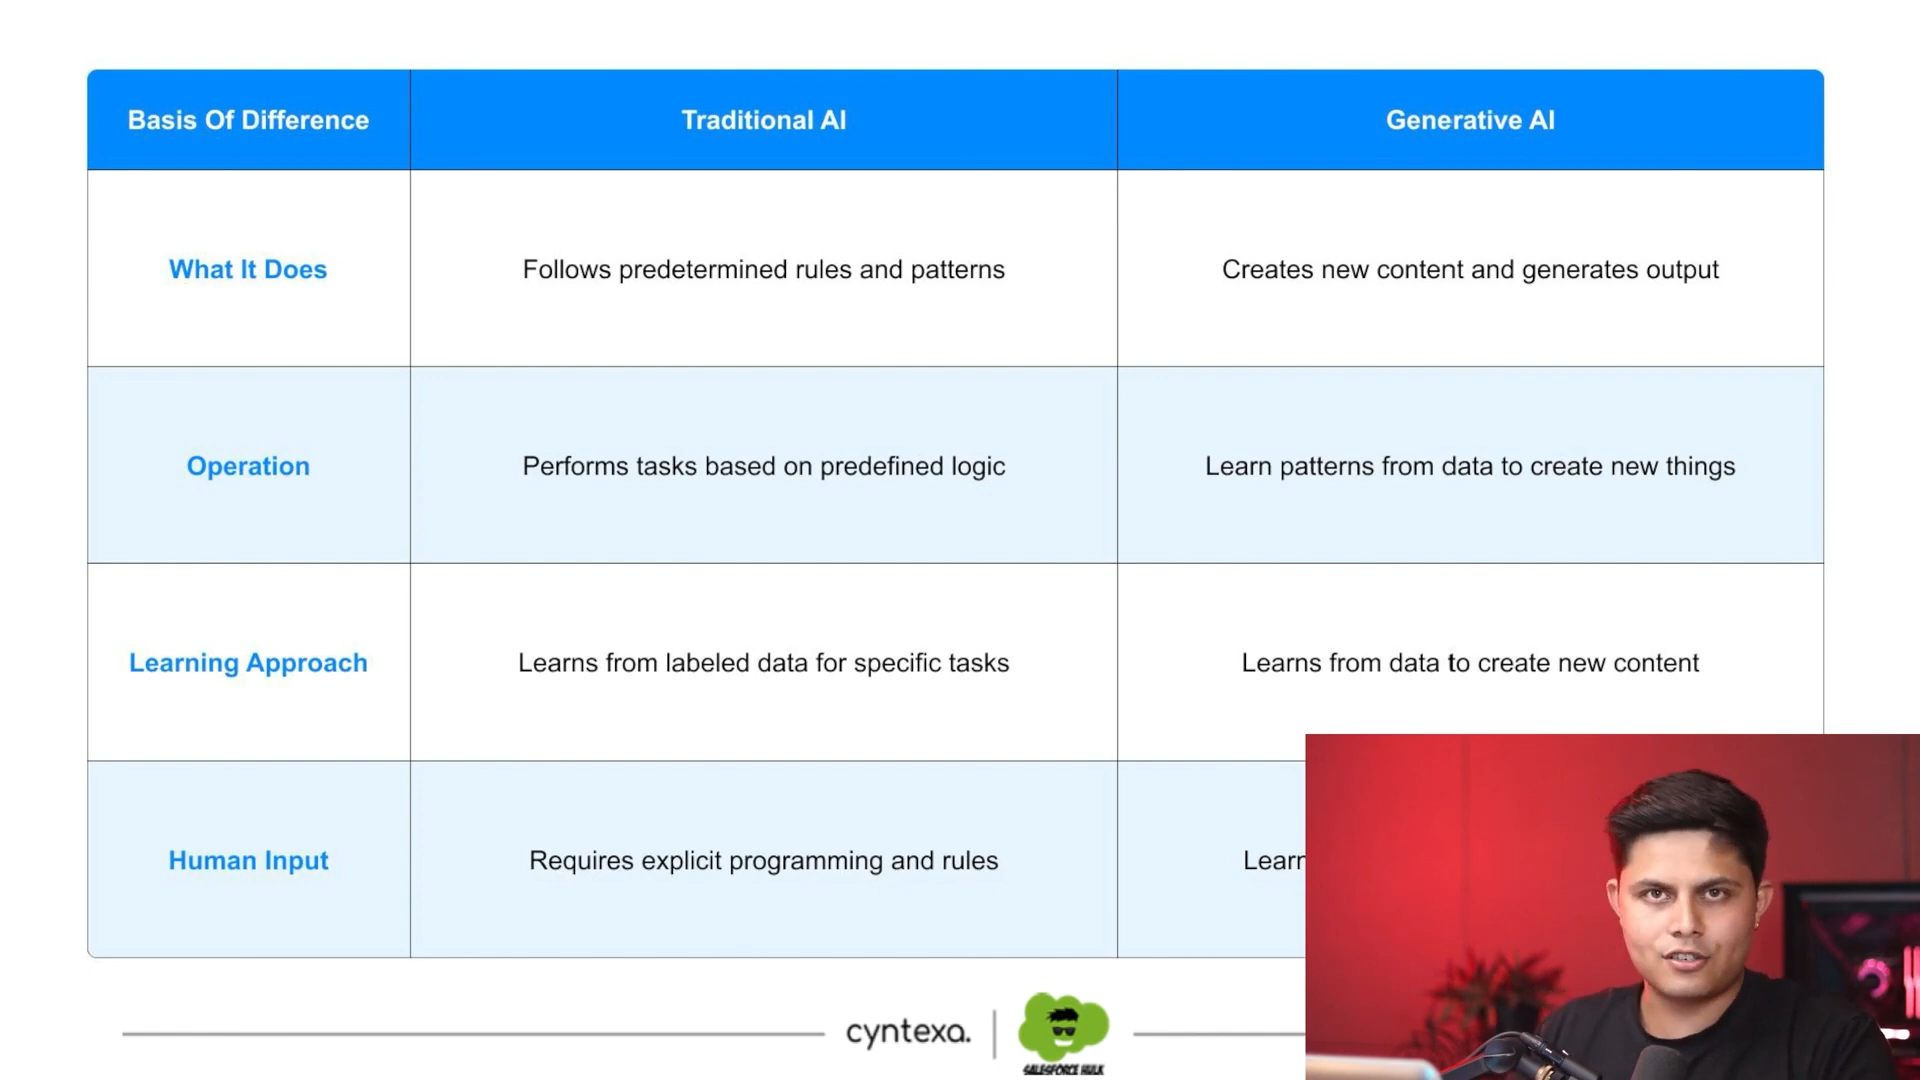 Basis Of Difference
Traditional AI
Generative AI
What It Does
Follows predetermined rules and patterns
Creates new content and generates output
Operation
Performs tasks based on predefined logic
Learn patterns from data to create new things
Learning Approach
Learns from labeled data for specific tasks
Learns from data to create new content
Human Input
Requires explicit programming and rules
cyntexa.
SALESFORCE HULK